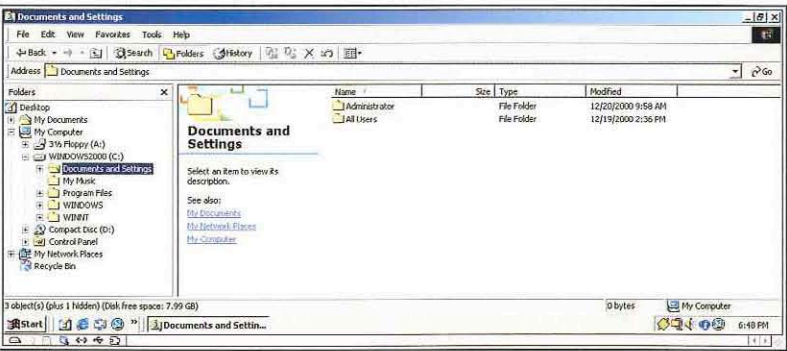 Documents and Settings
File Edit View Favorites Tools Help
Back Search Folders History
Address Documents and Settings Go
Folders
Desktop
My Documents
My Computer
3½ Floppy (A:)
WINDOWS2000 (C:)
Documents and Settings
My Music
Program Files
WINDOWS
WINNT
Compact Disc (D:)
Control Panel
My Network Places
Recycle Bin
Documents and
Settings
Select an item to view its
description.
See also:
My Documents
My Network Places
My Computer
Name Size Type Modified
Administrator File Folder 12/20/2000 9:58 AM
All Users File Folder 12/19/2000 2:36 PM
3 object(s) (plus 1 hidden) (Disk free space: 7.99 GB) 0 bytes My Computer
Start Documents and Settin... 6:48 PM